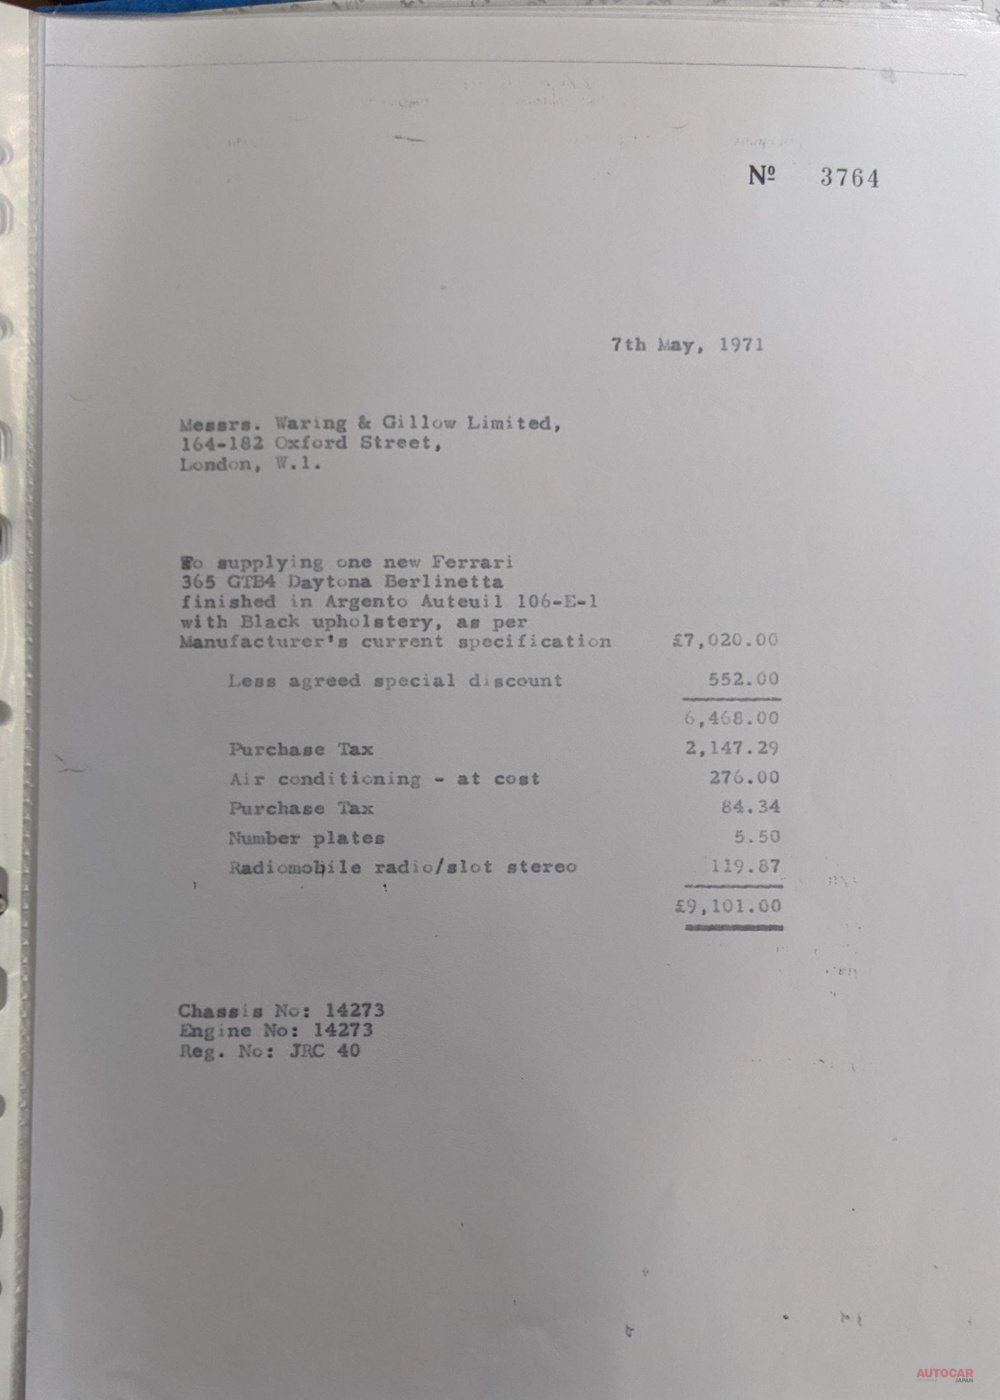 Nº 3764
7th May, 1971
Messrs. Waring & Gillow Limited,
164-182 Oxford Street,
London, W.1.
To supplying one new Ferrari
365 GTB4 Daytona Berlinetta
finished in Argento Auteuil 106-E-1
with Black upholstery, as per
Manufacturer's current specification £7,020.00
Less agreed special discount 552.00
6,468.00
Purchase Tax 2,147.29
Air conditioning - at cost 276.00
Purchase Tax 84.34
Number plates 5.50
Radiomobile radio/slot stereo 119.87
£9,101.00
Chassis No: 14273
Engine No: 14273
Reg. No: JRC 40
AUTOCAR
JAPAN